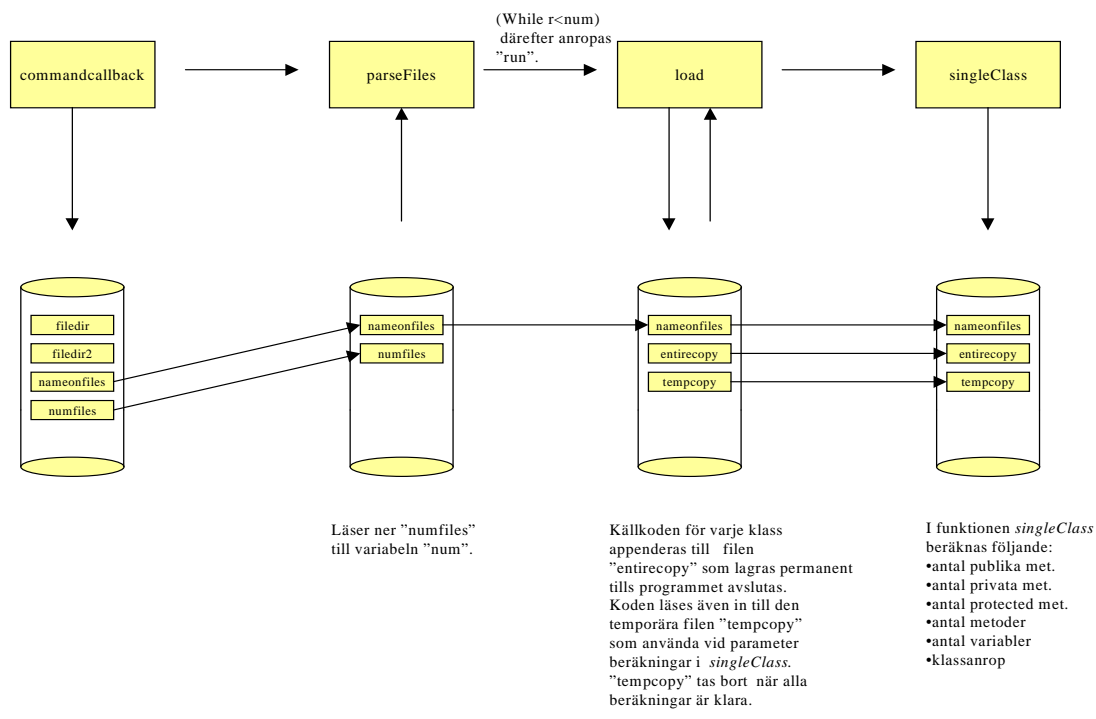 (While r<num)
därefter anropas
”run”.
commandcallback
parseFiles
load
singleClass
filedir
filedir2
nameonfiles
numfiles
nameonfiles
numfiles
nameonfiles
entirecopy
tempcopy
nameonfiles
entirecopy
tempcopy
Läser ner ”numfiles”
till variabeln ”num”.
Källkoden för varje klass
appenderas till filen
”entirecopy” som lagras permanent
tills programmet avslutas.
Koden läses även in till den
temporära filen ”tempcopy”
som använda vid parameter
beräkningar i singleClass.
”tempcopy” tas bort när alla
beräkningar är klara.
I funktionen singleClass
beräknas följande:
•antal publika met.
•antal privata met.
•antal protected met.
•antal metoder
•antal variabler
•klassanrop